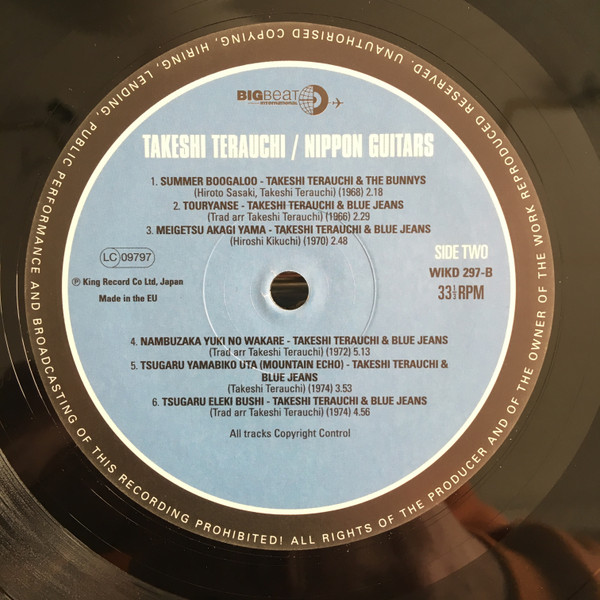 BIGBEAT
international
TAKESHI TERAUCHI / NIPPON GUITARS
1. SUMMER BOOGALOO - TAKESHI TERAUCHI & THE BUNNYS
(Hiroto Sasaki, Takeshi Terauchi) (1968) 2.18
2. TOURYANSE - TAKESHI TERAUCHI & BLUE JEANS
(Trad arr Takeshi Terauchi) (1966) 2.29
3. MEIGETSU AKAGI YAMA - TAKESHI TERAUCHI & BLUE JEANS
(Hiroshi Kikuchi) (1970) 2.48
LC 09797
℗ King Record Co Ltd, Japan
Made in the EU
SIDE TWO
WIKD 297-B
33⅓RPM
4. NAMBUZAKA YUKI NO WAKARE - TAKESHI TERAUCHI & BLUE JEANS
(Trad arr Takeshi Terauchi) (1972) 5.13
5. TSUGARU YAMABIKO UTA (MOUNTAIN ECHO) - TAKESHI TERAUCHI &
BLUE JEANS
(Takeshi Terauchi) (1974) 3.53
6. TSUGARU ELEKI BUSHI - TAKESHI TERAUCHI & BLUE JEANS
(Trad arr Takeshi Terauchi) (1974) 4.56
All tracks Copyright Control
UNAUTHORISED COPYING, HIRING, LENDING, PUBLIC PERFORMANCE AND BROADCASTING OF THIS RECORDING PROHIBITED! ALL RIGHTS OF THE PRODUCER AND OF THE OWNER OF THE WORK REPRODUCED RESERVED.